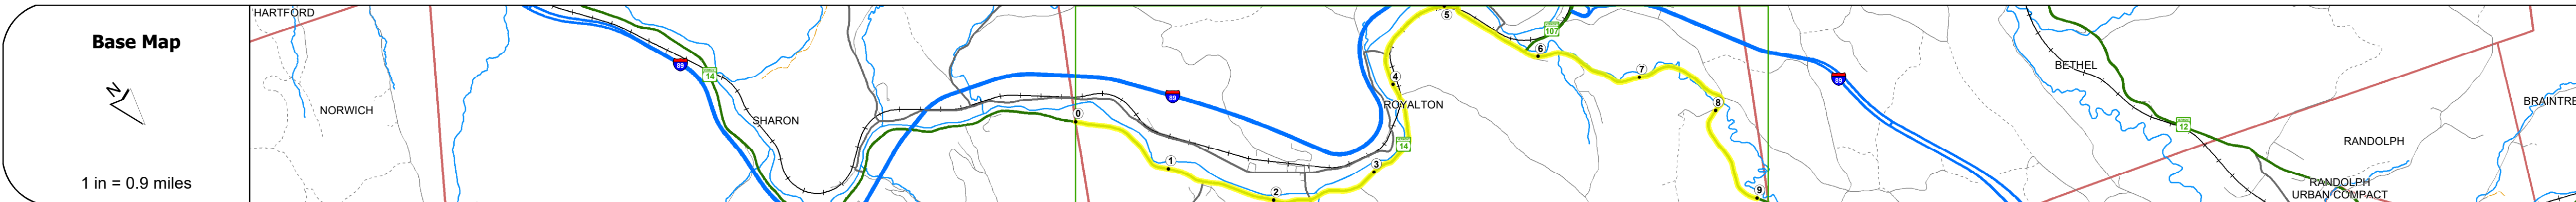 Base Map
N
1 in = 0.9 miles
HARTFORD
NORWICH
89
14
SHARON
0
89
1
2
3
14
ROYALTON
4
5
107
6
7
8
9
89
BETHEL
12
BRAINTRE
RANDOLPH
RANDOLPH
URBAN COMPACT